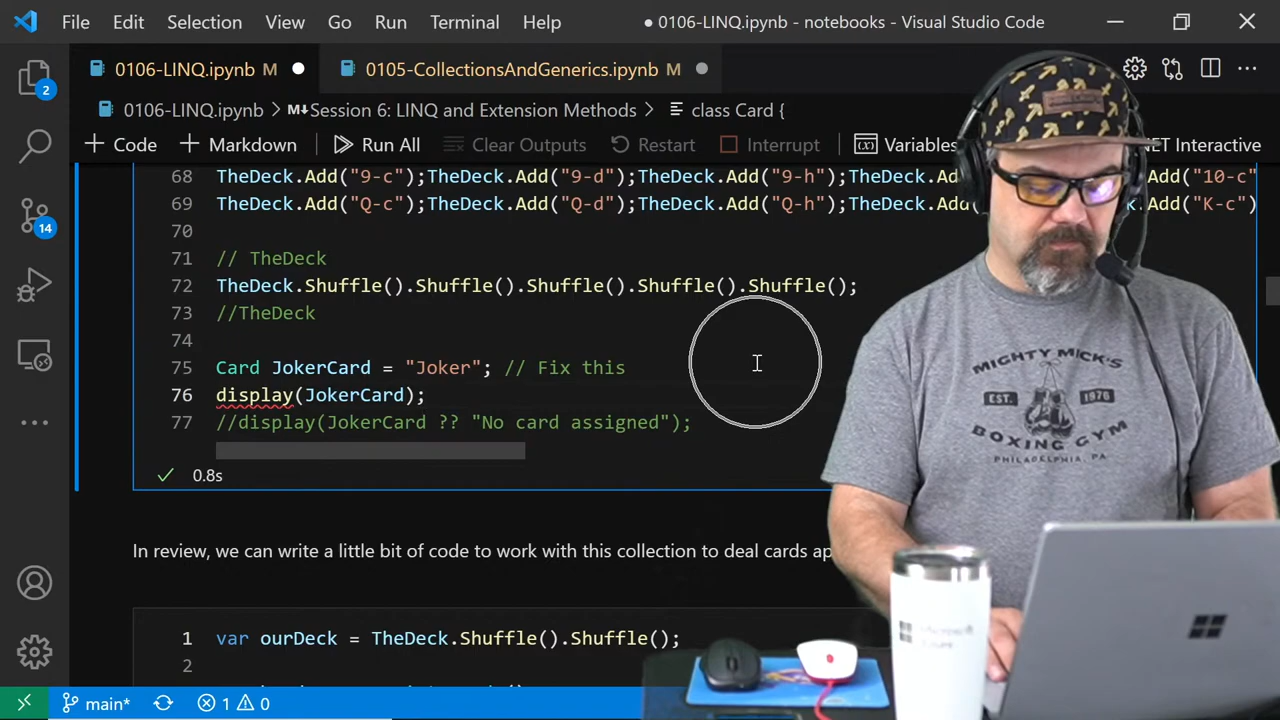 File Edit Selection View Go Run Terminal Help
● 0106-LINQ.ipynb - notebooks - Visual Studio Code
0106-LINQ.ipynb M ● 0105-CollectionsAndGenerics.ipynb M ●
2
0106-LINQ.ipynb > M↓Session 6: LINQ and Extension Methods > class Card {
+ Code + Markdown Run All Clear Outputs Restart Interrupt Variables NET Interactive
68 TheDeck.Add("9-c");TheDeck.Add("9-d");TheDeck.Add("9-h");TheDeck.Add "10-c"
69 TheDeck.Add("Q-c");TheDeck.Add("Q-d");TheDeck.Add("Q-h");TheDeck.Add( .Add("K-c")
14
70
71 // TheDeck
72 TheDeck.Shuffle().Shuffle().Shuffle().Shuffle().Shuffle();
73 //TheDeck
74
75 Card JokerCard = "Joker"; // Fix this
76 display(JokerCard);
77 //display(JokerCard ?? "No card assigned");
0.8s
In review, we can write a little bit of code to work with this collection to deal cards
1 var ourDeck = TheDeck.Shuffle().Shuffle();
2
main* 1 0
MIGHTY MICK'S
EST. 1976
BOXING GYM
PHILADELPHIA, PA
Microsoft